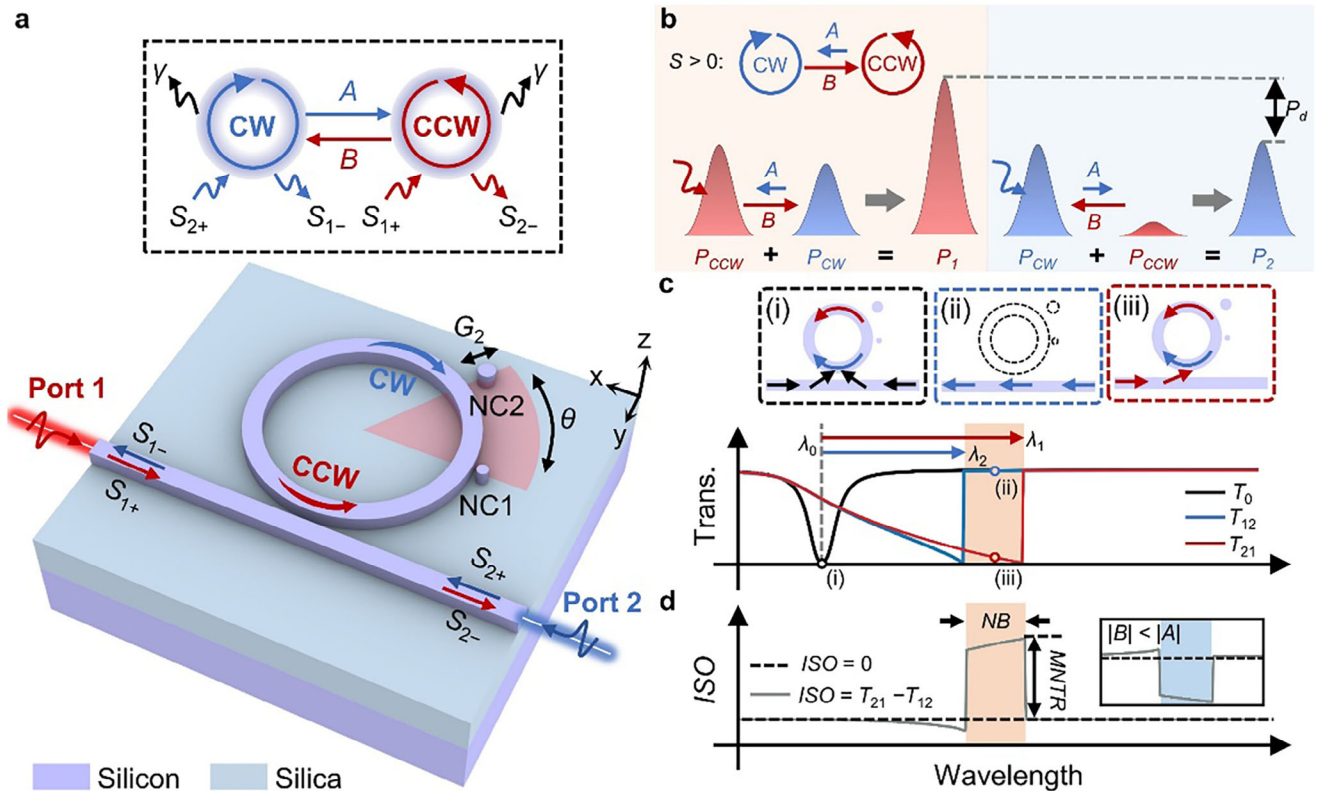 a
γ
γ
CW
A
CCW
B
S2+
S1−
S1+
S2−
G2
z
x
y
CW
NC2
θ
Port 1
S1−
S1+
CCW
NC1
S2+
S2−
Port 2
Silicon
Silica
b
S > 0:
CW
A
B
CCW
Pd
A
B
A
B
PCCW + PCW = P1
PCW + PCCW = P2
c
(i)
(ii)
(iii)
Trans.
λ0
λ2
λ1
(ii)
T0
T12
T21
(i)
(iii)
d
ISO
NB
MNTR
ISO = 0
ISO = T21 −T12
|B| < |A|
Wavelength